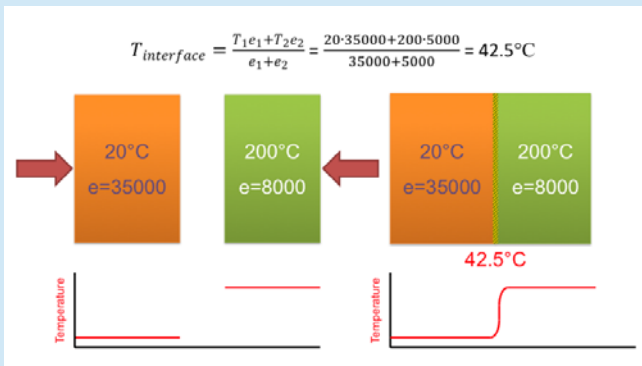 T_interface = (T₁e₁+T₂e₂)/(e₁+e₂) = (20·35000+200·5000)/(35000+5000) = 42.5°C
20°C 200°C 20°C 200°C
e=35000 e=8000 e=35000 e=8000
42.5°C
Temperature Temperature